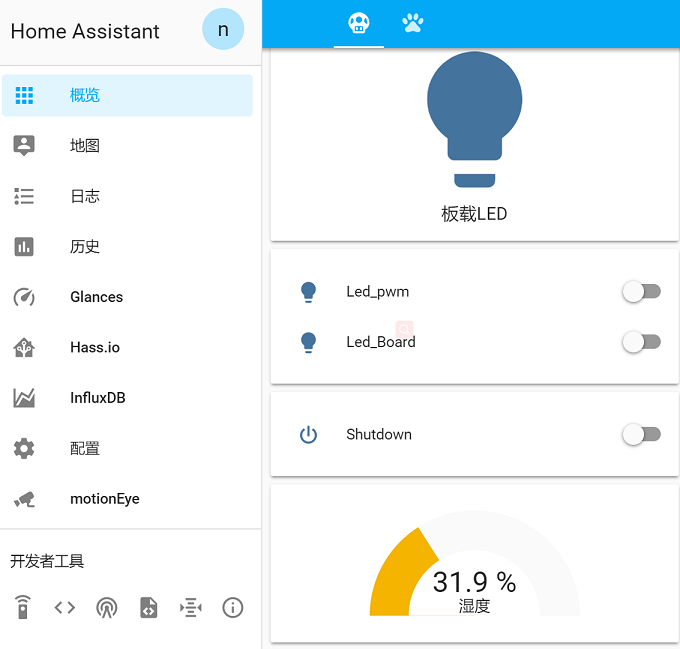 Home Assistant
n
概览
地图
日志
历史
Glances
Hass.io
InfluxDB
配置
motionEye
开发者工具
板载LED
Led_pwm
Led_Board
Shutdown
31.9 %
湿度